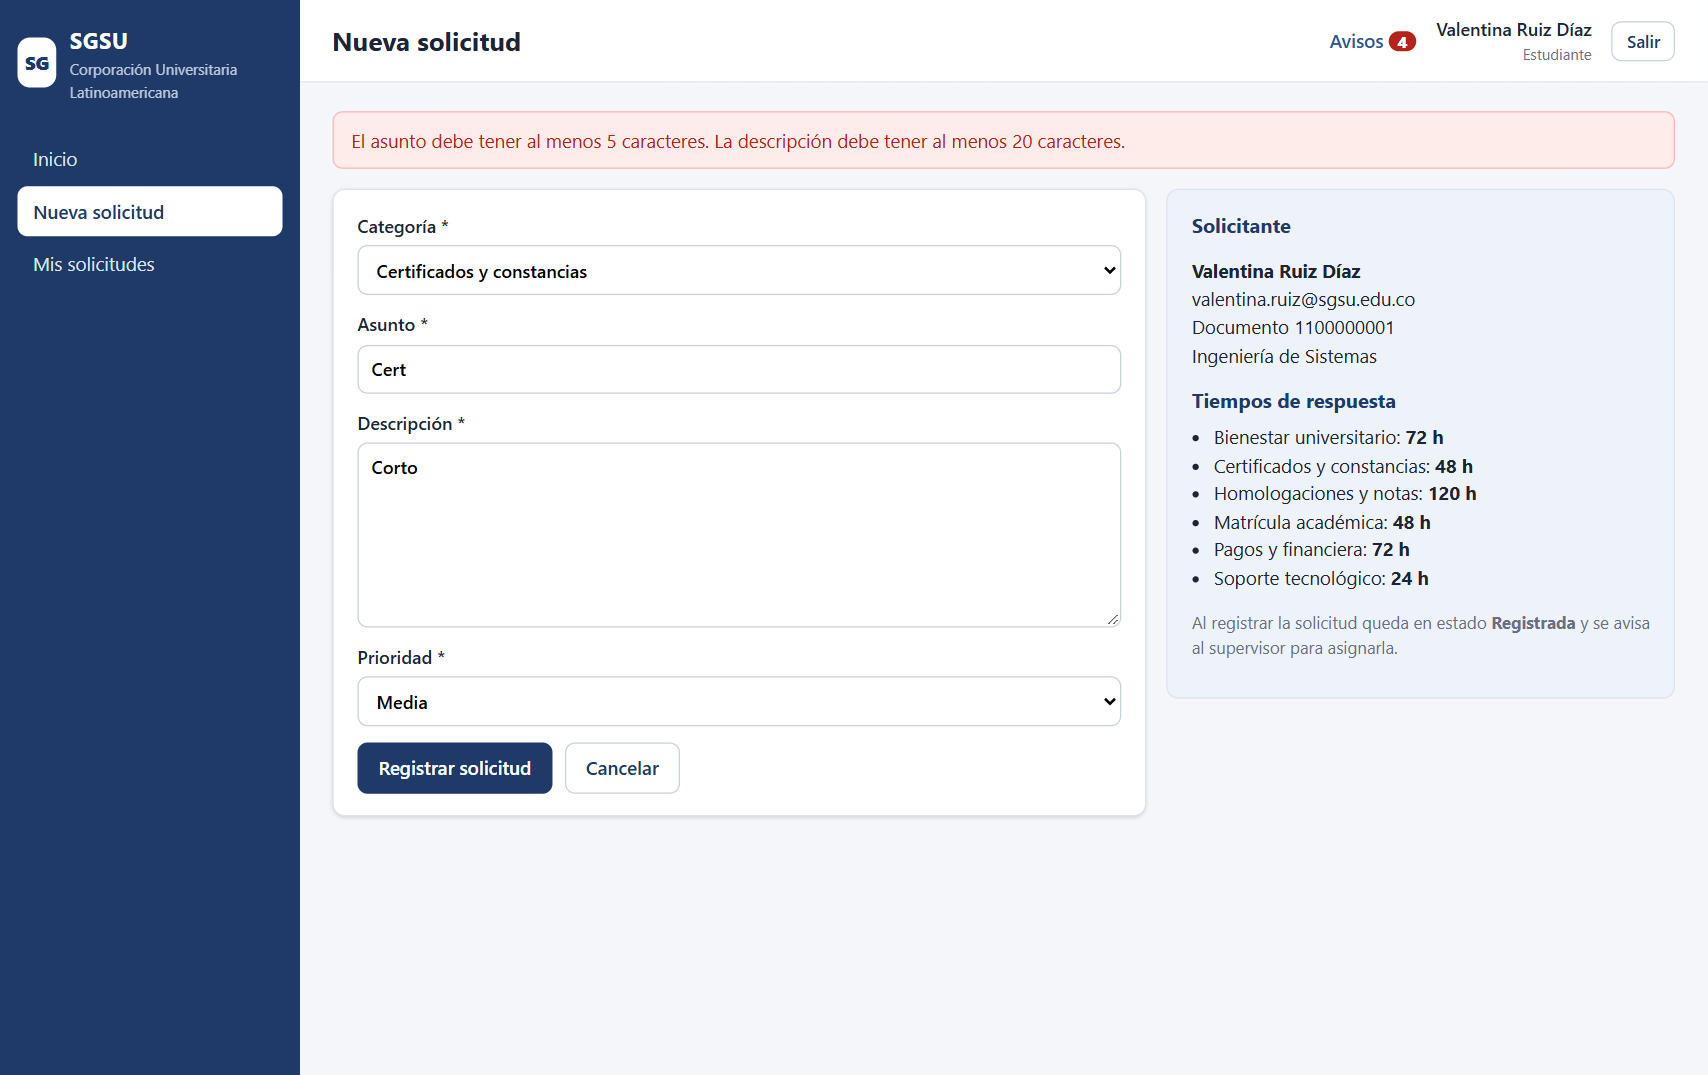 SG
SGSU
Corporación Universitaria
Latinoamericana
Inicio
Nueva solicitud
Mis solicitudes
Nueva solicitud
Avisos 4
Valentina Ruiz Díaz
Estudiante
Salir
El asunto debe tener al menos 5 caracteres. La descripción debe tener al menos 20 caracteres.
Categoría *
Certificados y constancias
Asunto *
Cert
Descripción *
Corto
Prioridad *
Media
Registrar solicitud
Cancelar
Solicitante
Valentina Ruiz Díaz
valentina.ruiz@sgsu.edu.co
Documento 1100000001
Ingeniería de Sistemas
Tiempos de respuesta
• Bienestar universitario: 72 h
• Certificados y constancias: 48 h
• Homologaciones y notas: 120 h
• Matrícula académica: 48 h
• Pagos y financiera: 72 h
• Soporte tecnológico: 24 h
Al registrar la solicitud queda en estado Registrada y se avisa
al supervisor para asignarla.